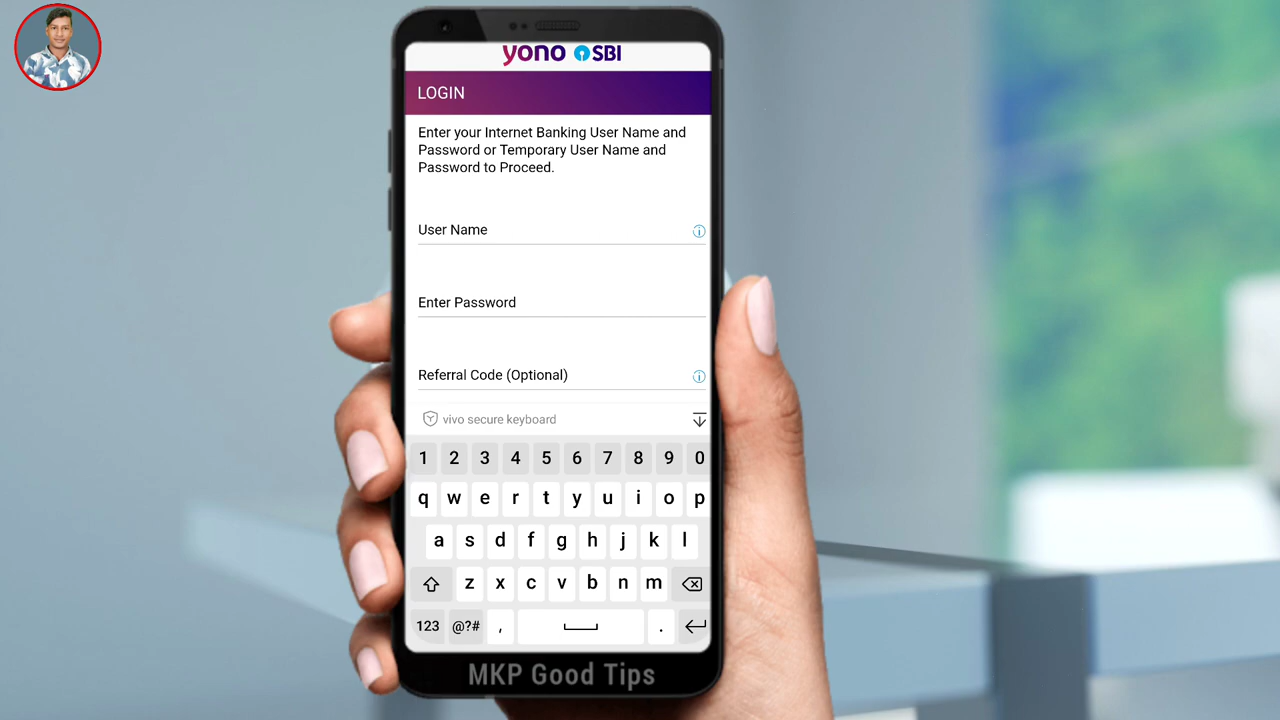 yono SBI
LOGIN
Enter your Internet Banking User Name and
Password or Temporary User Name and
Password to Proceed.
User Name
Enter Password
Referral Code (Optional)
vivo secure keyboard
1 2 3 4 5 6 7 8 9 0
q w e r t y u i o p
a s d f g h j k l
z x c v b n m
123 @?# , .
MKP Good Tips